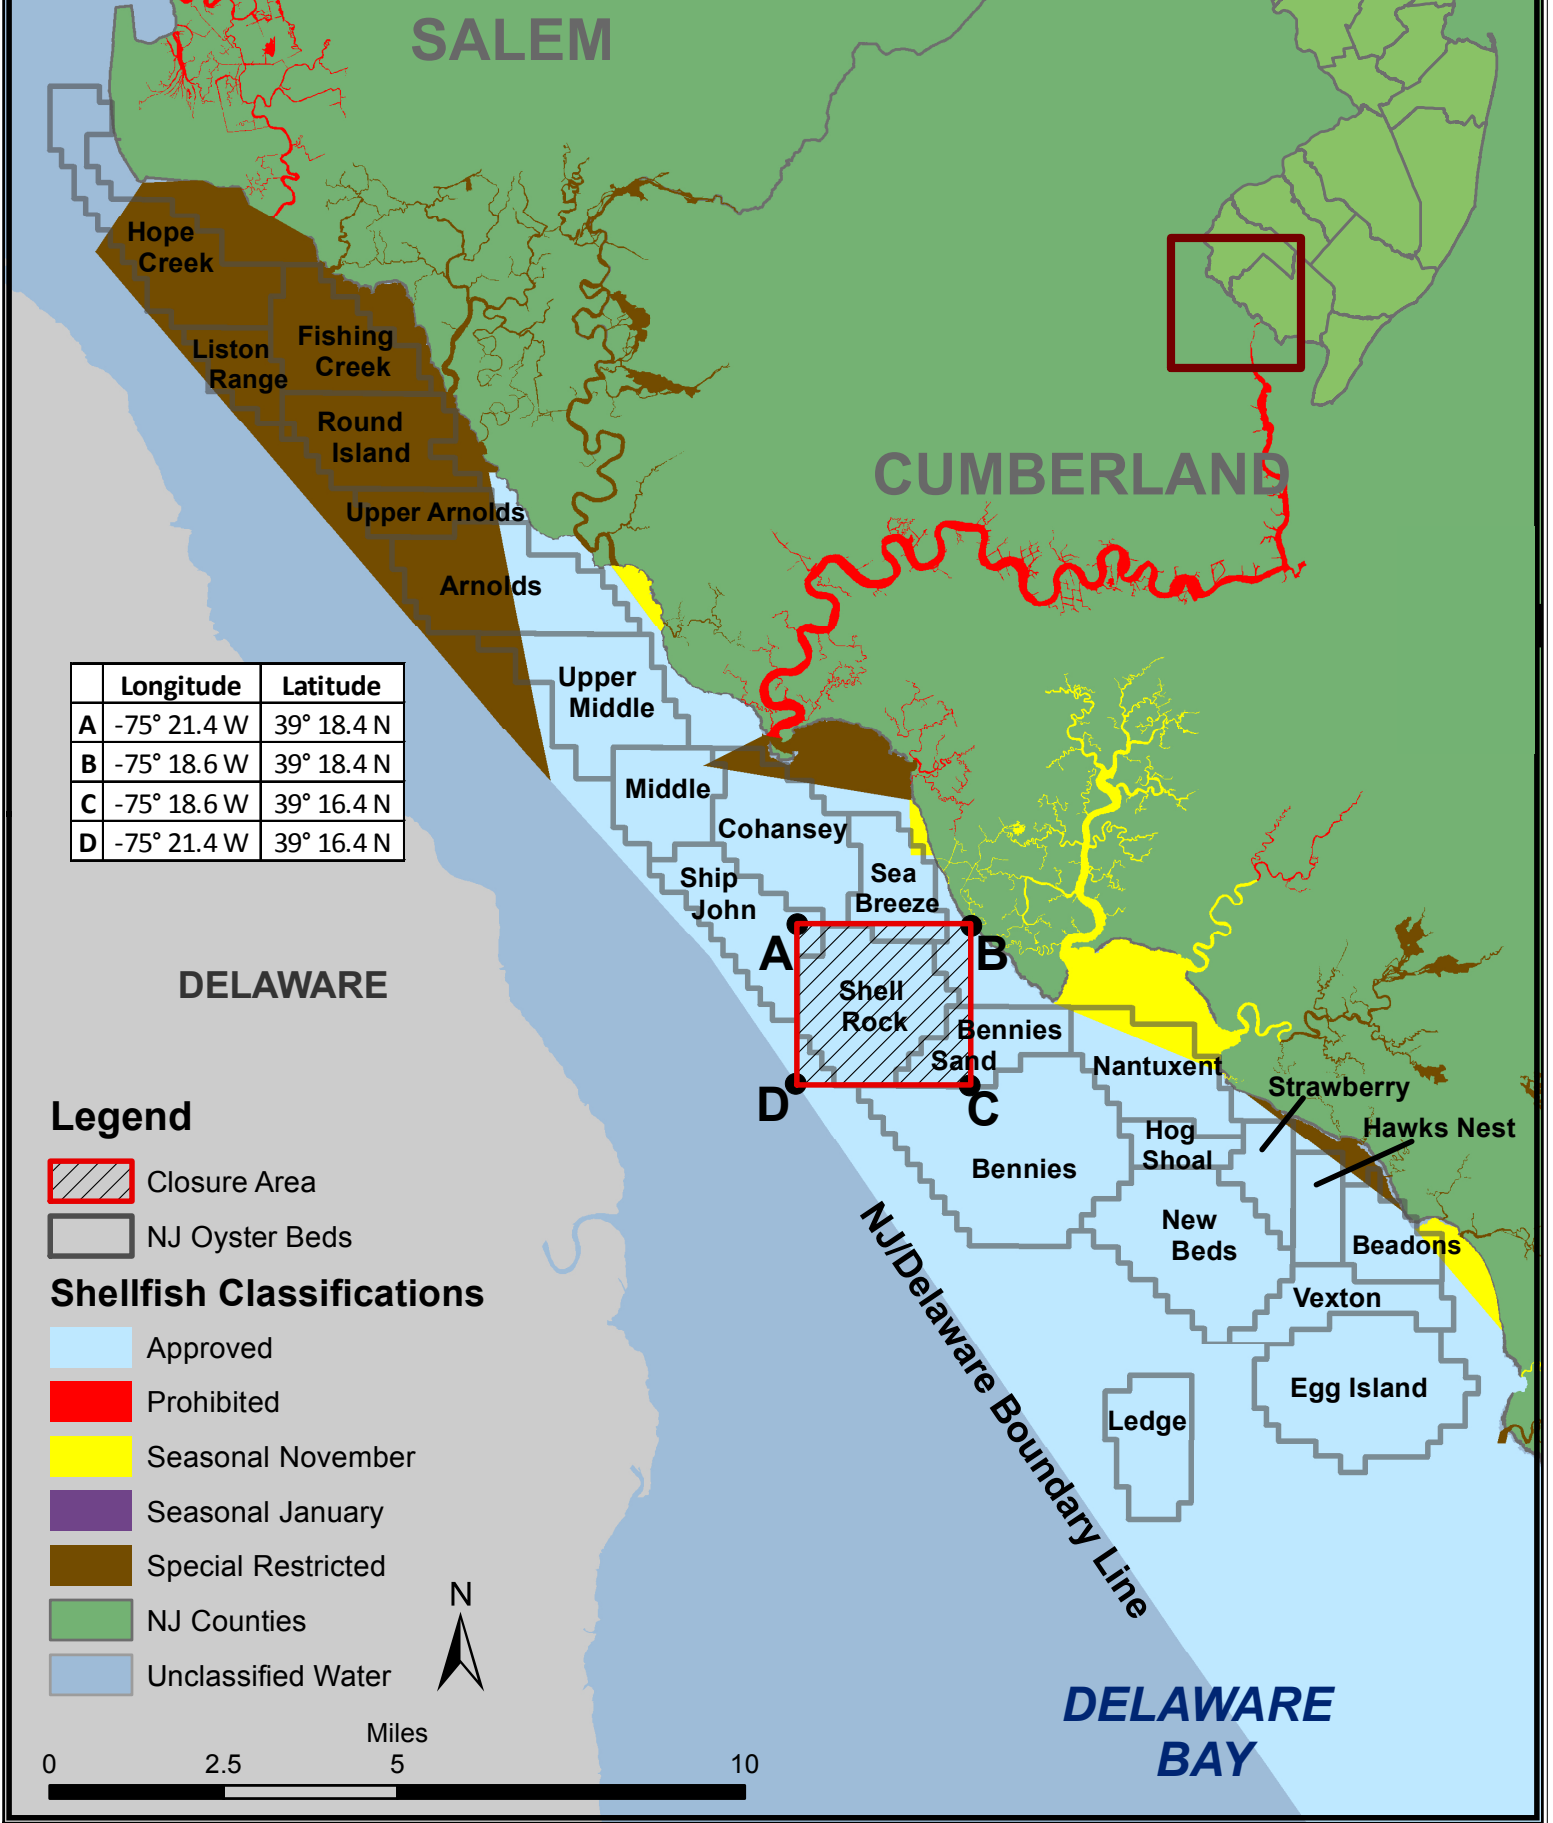 SALEM
Hope
Creek
Fishing
Creek
Liston
Range
Round
Island
Upper Arnolds
CUMBERLAND
Arnolds
Upper
Middle
Longitude Latitude
A -75° 21.4 W 39° 18.4 N
B -75° 18.6 W 39° 18.4 N
C -75° 18.6 W 39° 16.4 N
D -75° 21.4 W 39° 16.4 N
Middle
Cohansey
Ship
John
Sea
Breeze
A
B
DELAWARE
Shell
Rock
Bennies
Sand
Nantuxent
Strawberry
D
C
Hawks Nest
Hog
Shoal
Bennies
New
Beds
Beadons
Vexton
Egg Island
Ledge
NJ/Delaware Boundary Line
Legend
Closure Area
NJ Oyster Beds
Shellfish Classifications
Approved
Prohibited
Seasonal November
Seasonal January
Special Restricted
NJ Counties
Unclassified Water
N
DELAWARE
BAY
Miles
0 2.5 5 10